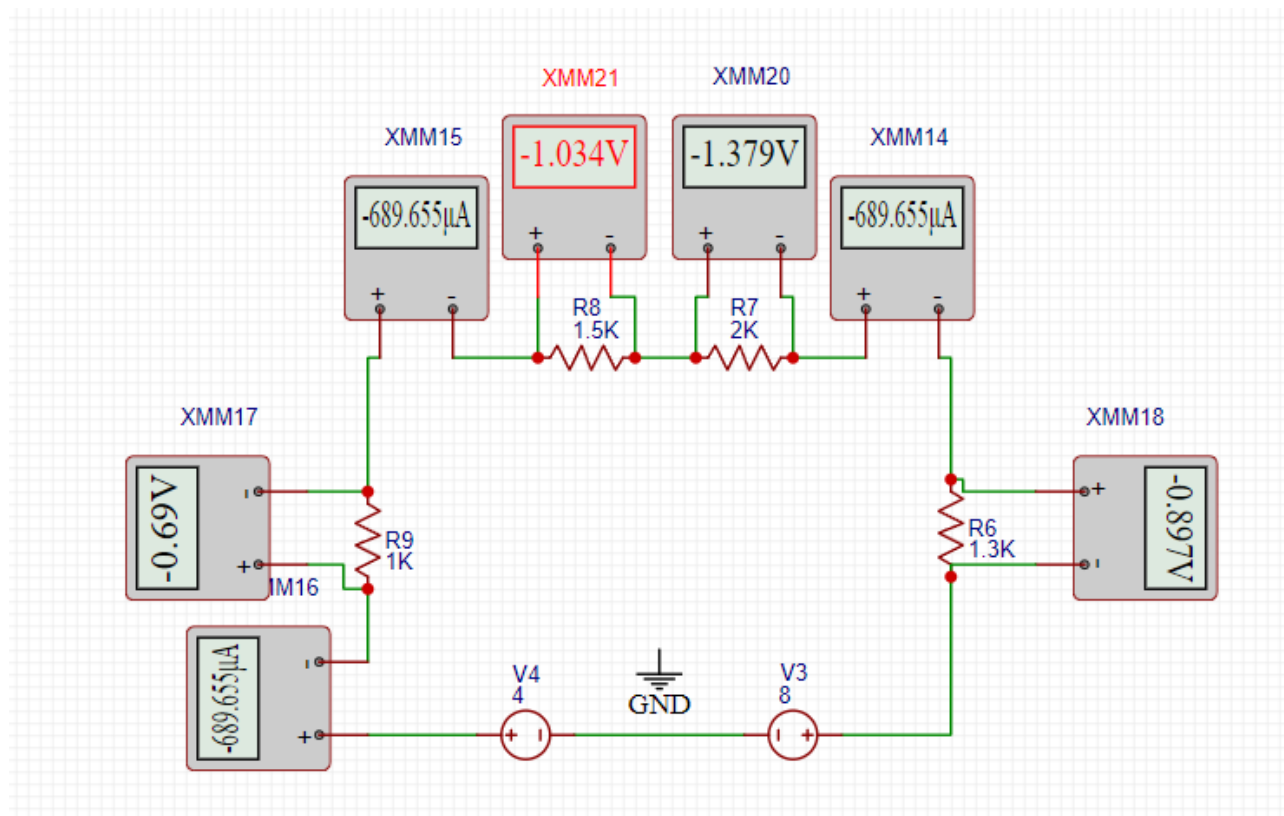 XMM21
XMM20
XMM15
XMM14
-1.034V
-1.379V
-689.655µA
-689.655µA
+ -
+ -
+ -
+ -
R8
1.5K
R7
2K
XMM17
XMM18
-0.69V
- +
R9
1K
R6
1.3K
-0.897V
+ -
MM16
-689.655µA
- +
V4
4
GND
V3
8
+ -
- +